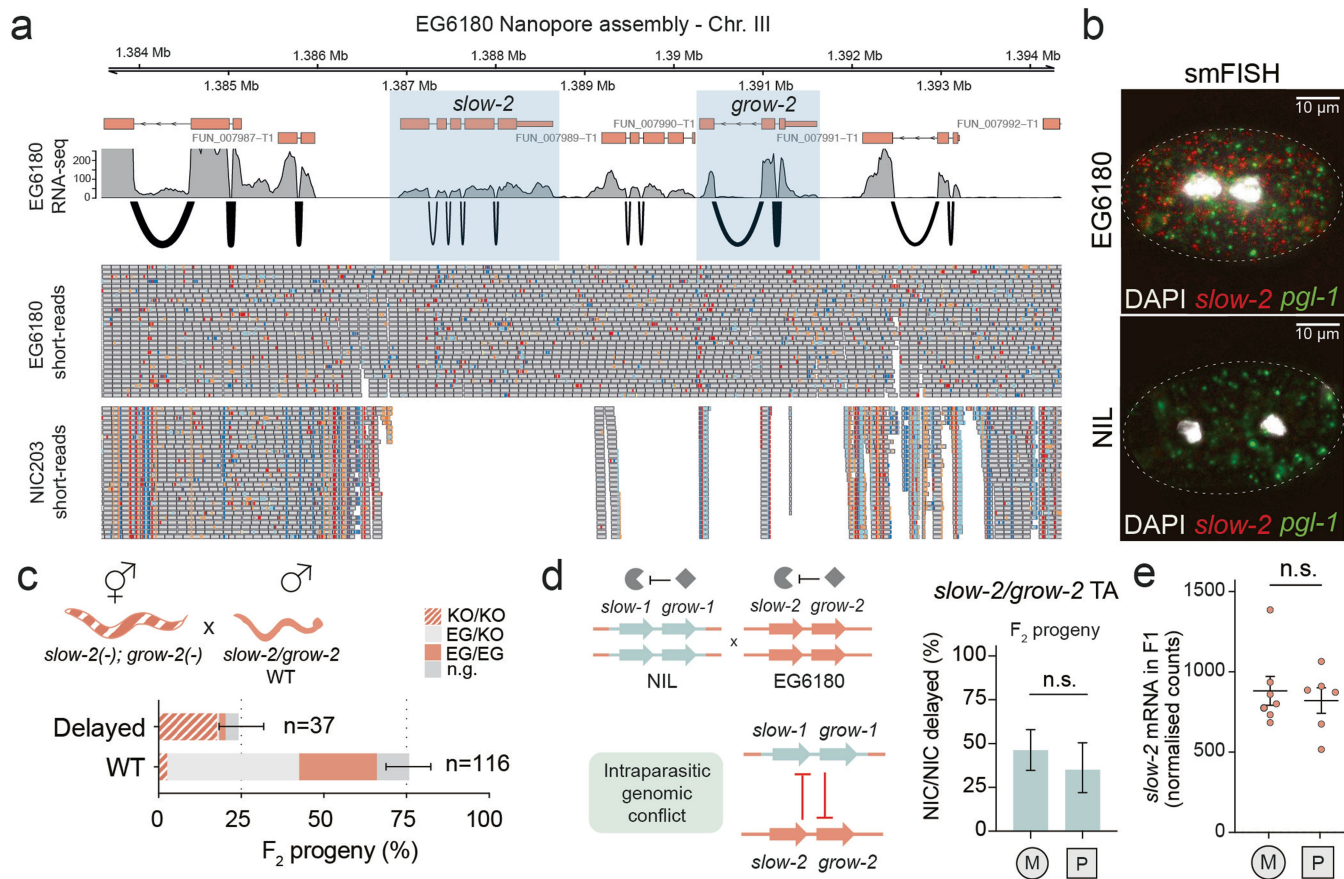 a
EG6180 Nanopore assembly - Chr. III
1.384 Mb 1.386 Mb 1.388 Mb 1.39 Mb 1.392 Mb 1.394 Mb
1.385 Mb 1.387 Mb 1.389 Mb 1.391 Mb 1.393 Mb
slow-2 grow-2
FUN_007987-T1 FUN_007989-T1 FUN_007990-T1 FUN_007991-T1 FUN_007992-T1
EG6180
RNA-seq
200
100
0
EG6180
short-reads
NIC203
short-reads
b
smFISH
EG6180
10 µm
DAPI slow-2 pgl-1
NIL
10 µm
DAPI slow-2 pgl-1
c
x
slow-2(-); grow-2(-)
slow-2/grow-2
WT
KO/KO
EG/KO
EG/EG
n.g.
Delayed
n=37
WT
n=116
0 25 50 75 100
F2 progeny (%)
d
slow-1 grow-1 slow-2 grow-2
x
NIL EG6180
Intraparasitic
genomic
conflict
slow-1 grow-1
slow-2 grow-2
slow-2/grow-2 TA
F2 progeny
NIC/NIC delayed (%)
100
75
50
25
0
n.s.
M P
e
n.s.
slow-2 mRNA in F1
(normalised counts)
1500
1000
500
0
M P